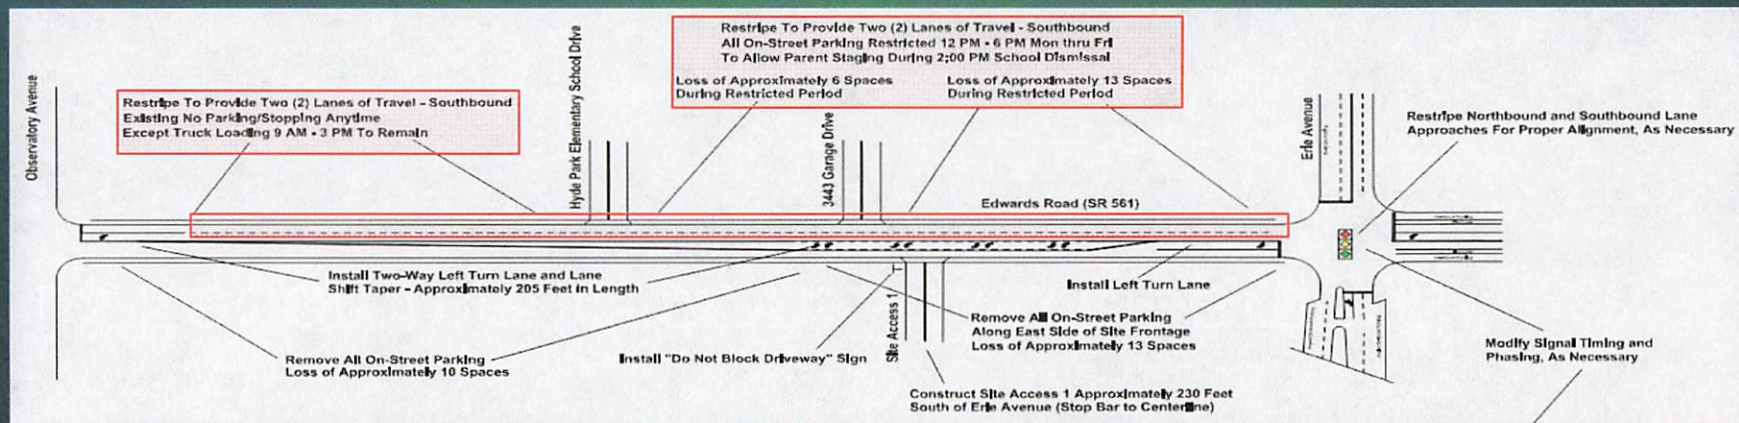 Restripe To Provide Two (2) Lanes of Travel - Southbound
All On-Street Parking Restricted 12 PM - 6 PM Mon thru Fri
To Allow Parent Staging During 2:00 PM School Dismissal
Loss of Approximately 6 Spaces
During Restricted Period
Loss of Approximately 13 Spaces
During Restricted Period
Observatory Avenue
Restripe To Provide Two (2) Lanes of Travel - Southbound
Existing No Parking/Stopping Anytime
Except Truck Loading 9 AM - 3 PM To Remain
Hyde Park Elementary School Drive
3443 Garage Drive
Erie Avenue
Restripe Northbound and Southbound Lane
Approaches For Proper Alignment, As Necessary
Edwards Road (SR 561)
Install Two-Way Left Turn Lane and Lane
Shift Taper - Approximately 205 Feet in Length
Install Left Turn Lane
Site Access 1
Remove All On-Street Parking
Along East Side of Site Frontage
Loss of Approximately 13 Spaces
Remove All On-Street Parking
Loss of Approximately 10 Spaces
Install "Do Not Block Driveway" Sign
Modify Signal Timing and
Phasing, As Necessary
Construct Site Access 1 Approximately 230 Feet
South of Erie Avenue (Stop Bar to Centerline)